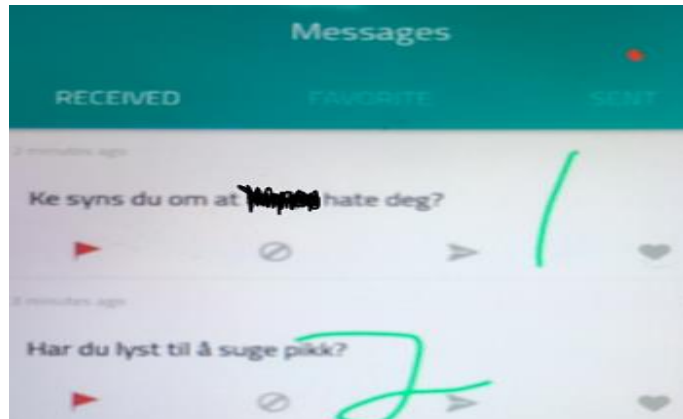 Messages
RECEIVED FAVORITE SENT
2 minutes ago
Ke syns du om at hate deg?
1
2 minutes ago
Har du lyst til å suge pikk?
2